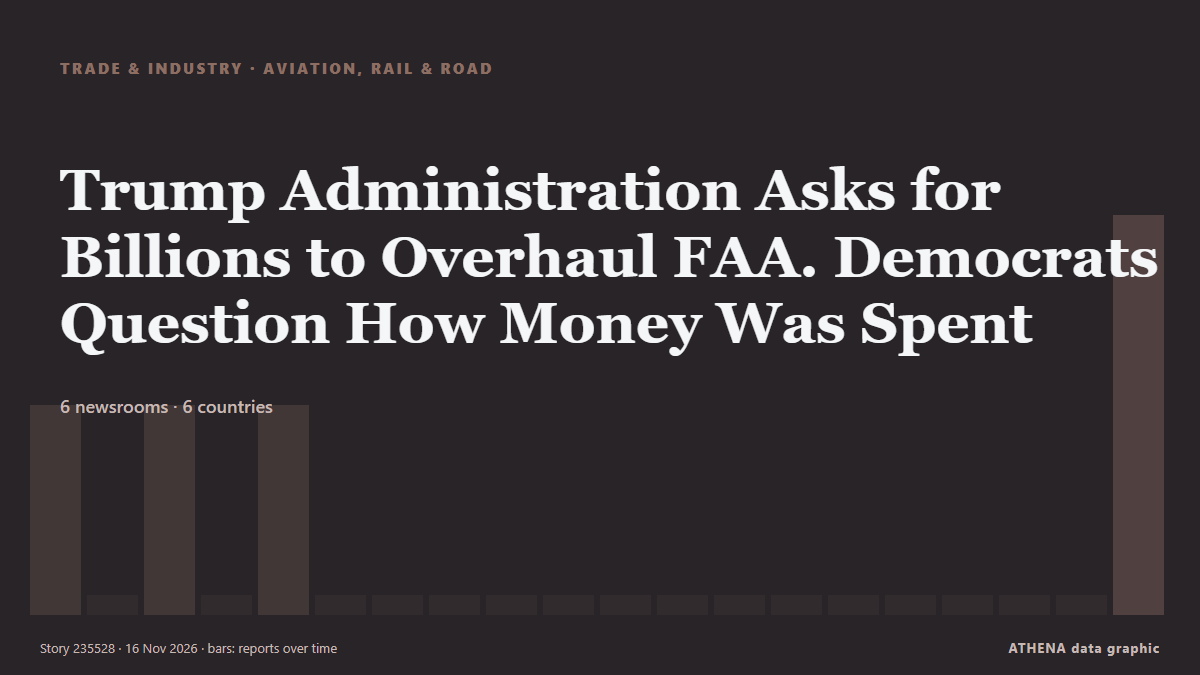 TRADE & INDUSTRY · AVIATION, RAIL & ROAD
Trump Administration Asks for
Billions to Overhaul FAA. Democrats
Question How Money Was Spent
6 newsrooms · 6 countries
Story 235528 · 16 Nov 2026 · bars: reports over time
ATHENA data graphic